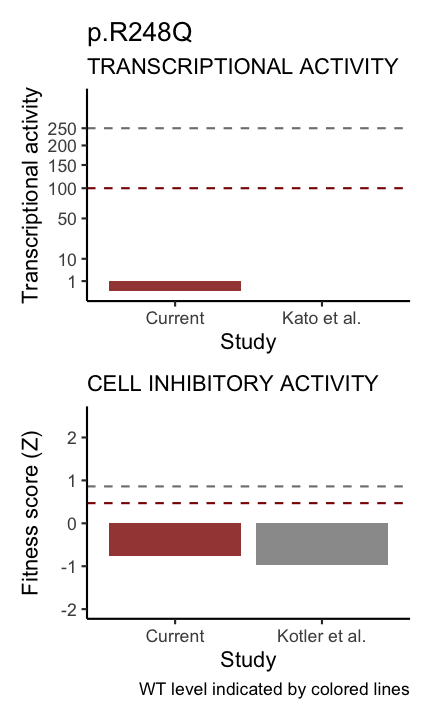 p.R248Q
TRANSCRIPTIONAL ACTIVITY
Transcriptional activity
250
200
150
100
50
10
1
Current
Kato et al.
Study
CELL INHIBITORY ACTIVITY
Fitness score (Z)
2
1
0
-1
-2
Current
Kotler et al.
Study
WT level indicated by colored lines